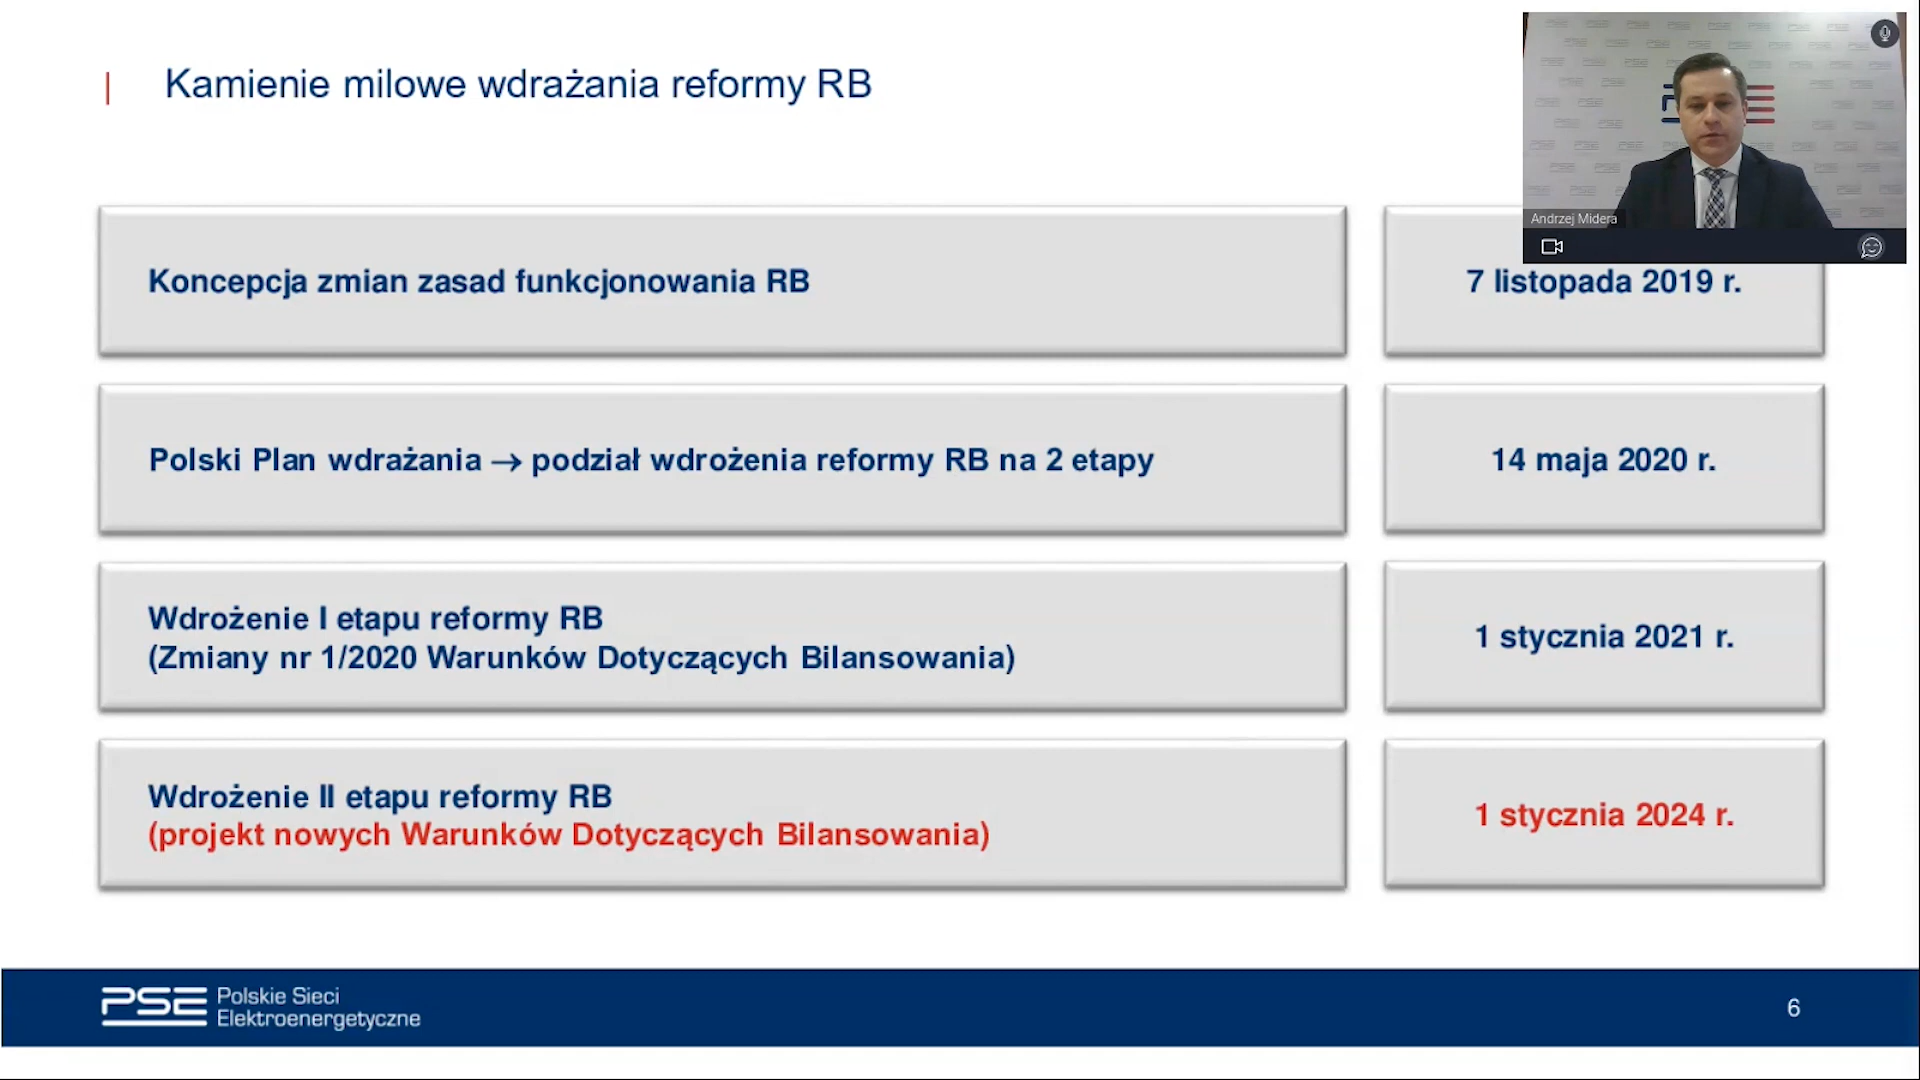 Kamienie milowe wdrażania reformy RB
Andrzej Midera
Koncepcja zmian zasad funkcjonowania RB
7 listopada 2019 r.
Polski Plan wdrażania → podział wdrożenia reformy RB na 2 etapy
14 maja 2020 r.
Wdrożenie I etapu reformy RB
(Zmiany nr 1/2020 Warunków Dotyczących Bilansowania)
1 stycznia 2021 r.
Wdrożenie II etapu reformy RB
(projekt nowych Warunków Dotyczących Bilansowania)
1 stycznia 2024 r.
PSE Polskie Sieci
Elektroenergetyczne
6